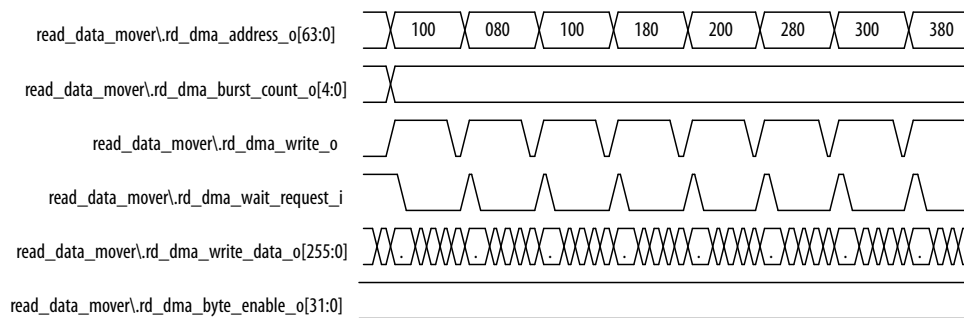 read_data_mover\.rd_dma_address_o[63:0] 100 080 100 180 200 280 300 380
read_data_mover\.rd_dma_burst_count_o[4:0]
read_data_mover\.rd_dma_write_o
read_data_mover\.rd_dma_wait_request_i
read_data_mover\.rd_dma_write_data_o[255:0] . . . . . . . .
read_data_mover\.rd_dma_byte_enable_o[31:0]